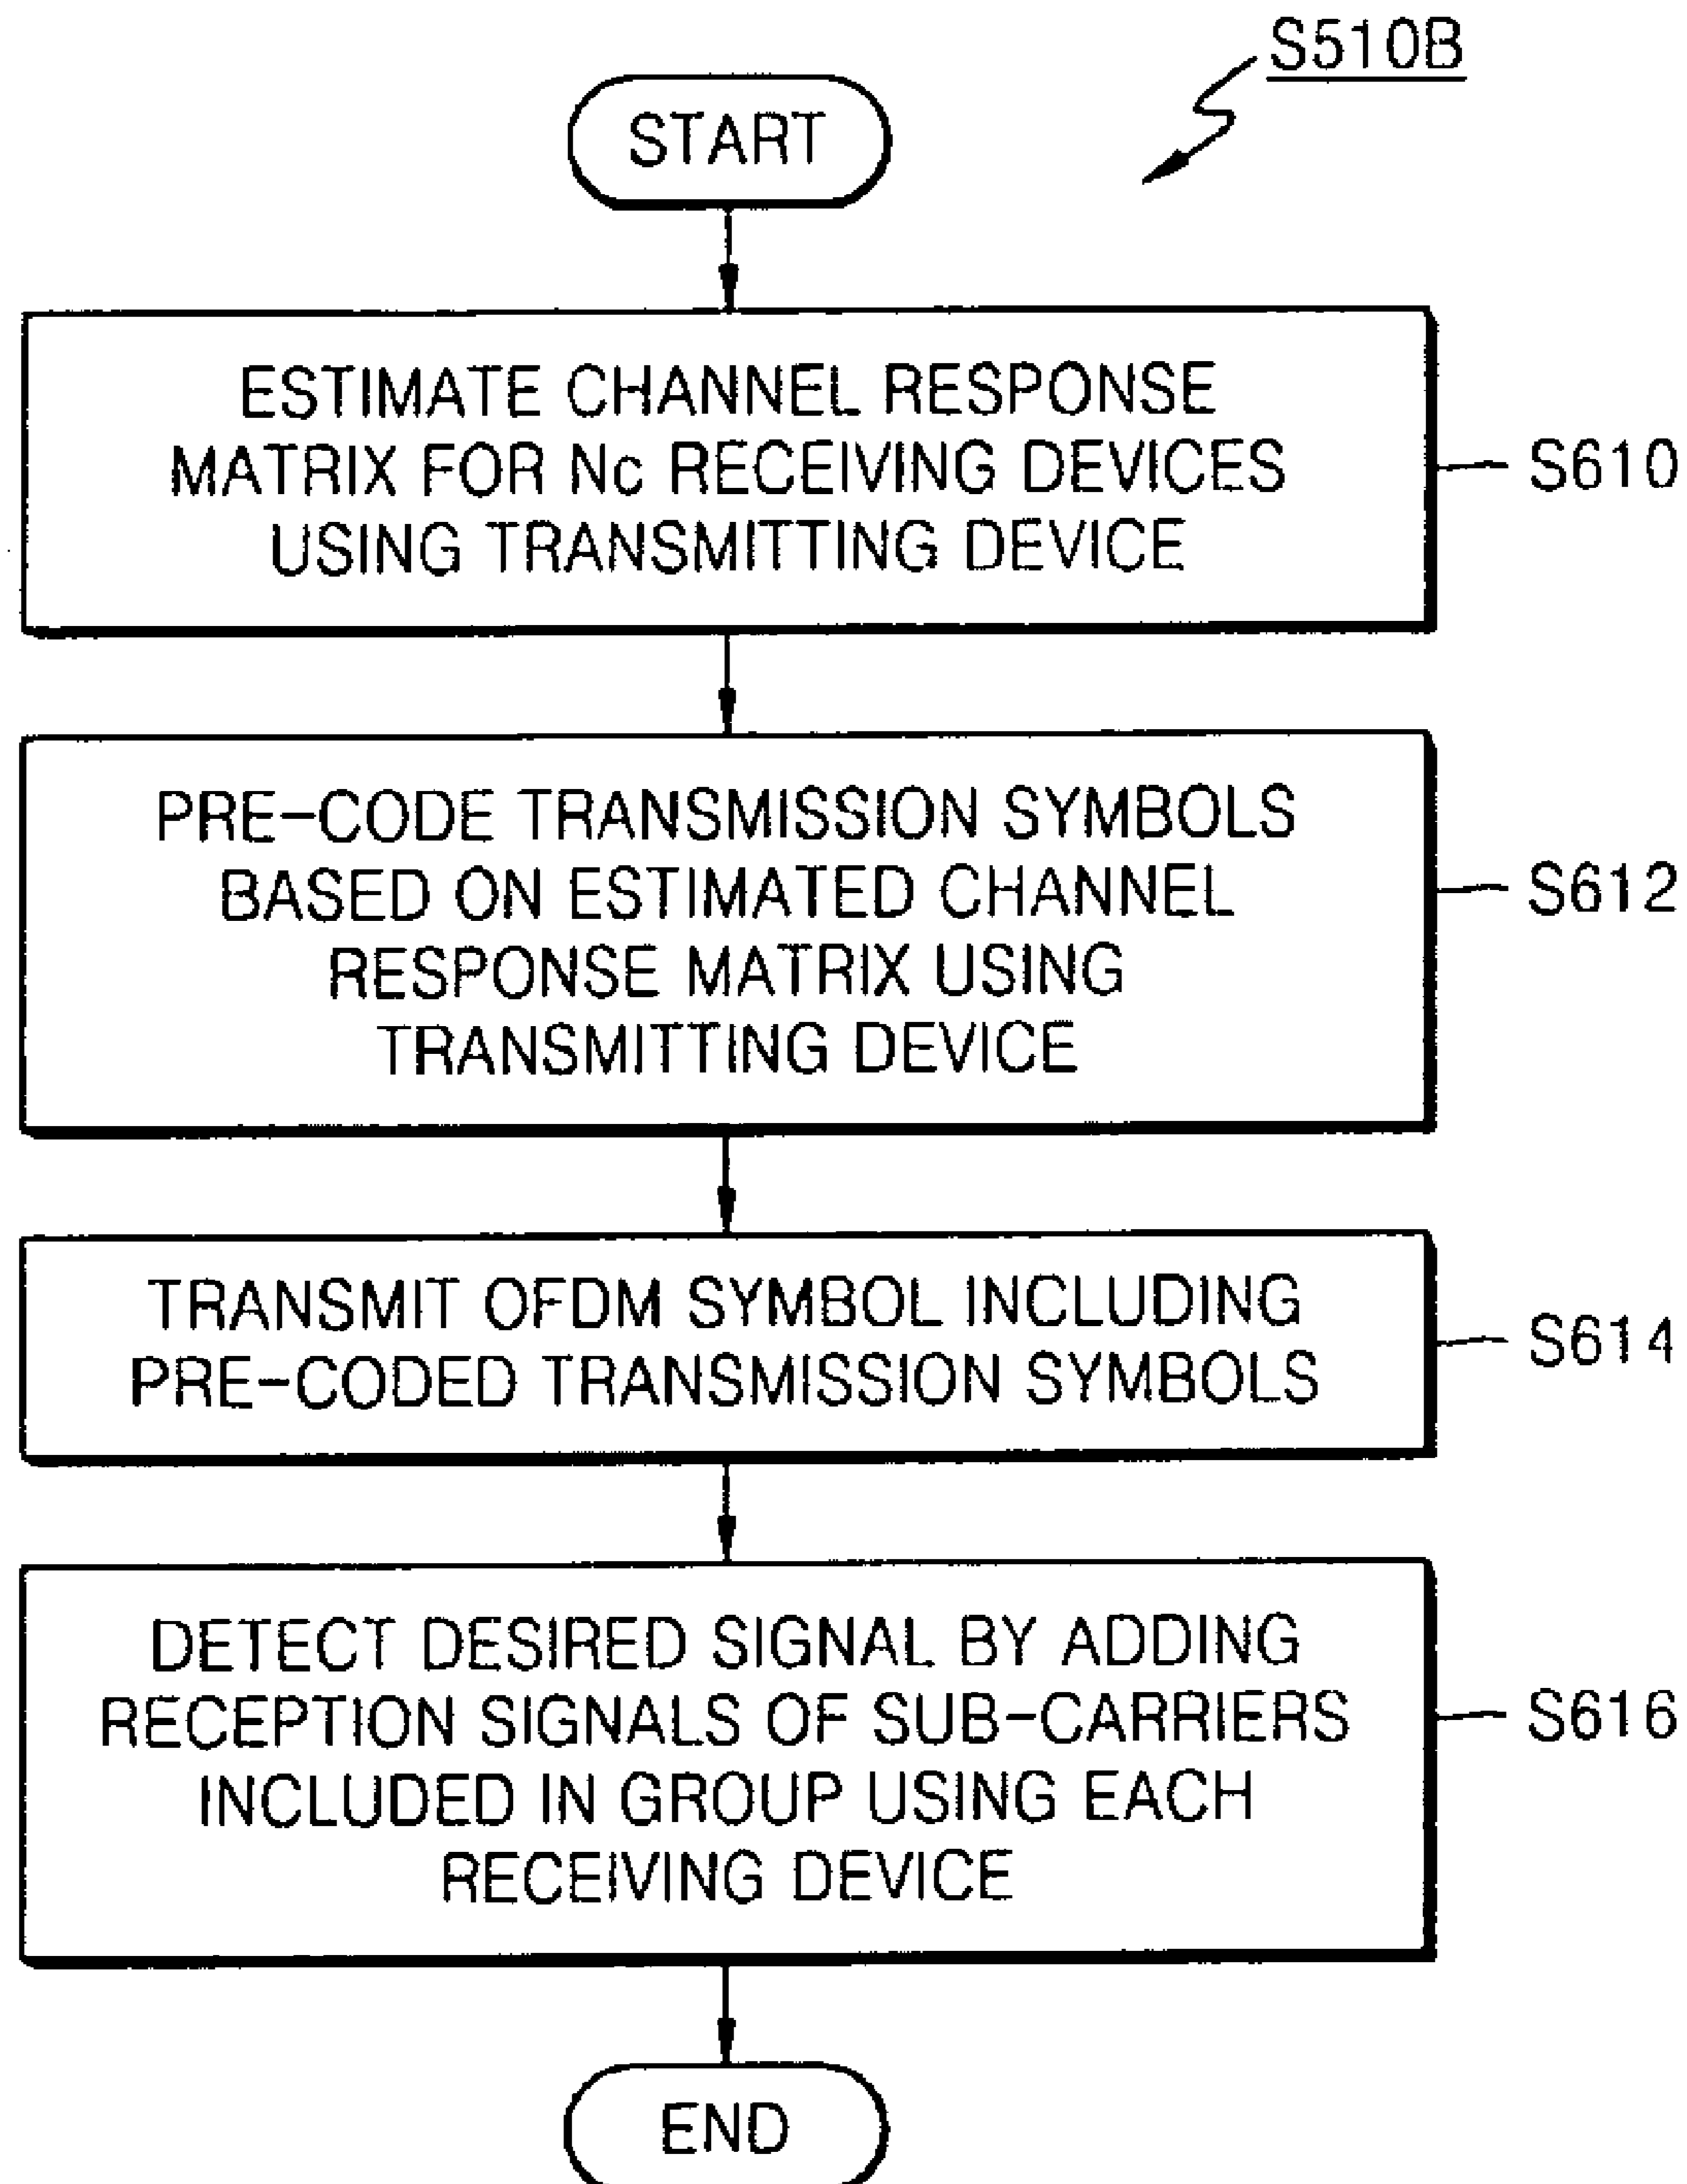 S510B
START
ESTIMATE CHANNEL RESPONSE
MATRIX FOR Nc RECEIVING DEVICES
USING TRANSMITTING DEVICE
S610
PRE-CODE TRANSMISSION SYMBOLS
BASED ON ESTIMATED CHANNEL
RESPONSE MATRIX USING
TRANSMITTING DEVICE
S612
TRANSMIT OFDM SYMBOL INCLUDING
PRE-CODED TRANSMISSION SYMBOLS
S614
DETECT DESIRED SIGNAL BY ADDING
RECEPTION SIGNALS OF SUB-CARRIERS
INCLUDED IN GROUP USING EACH
RECEIVING DEVICE
S616
END